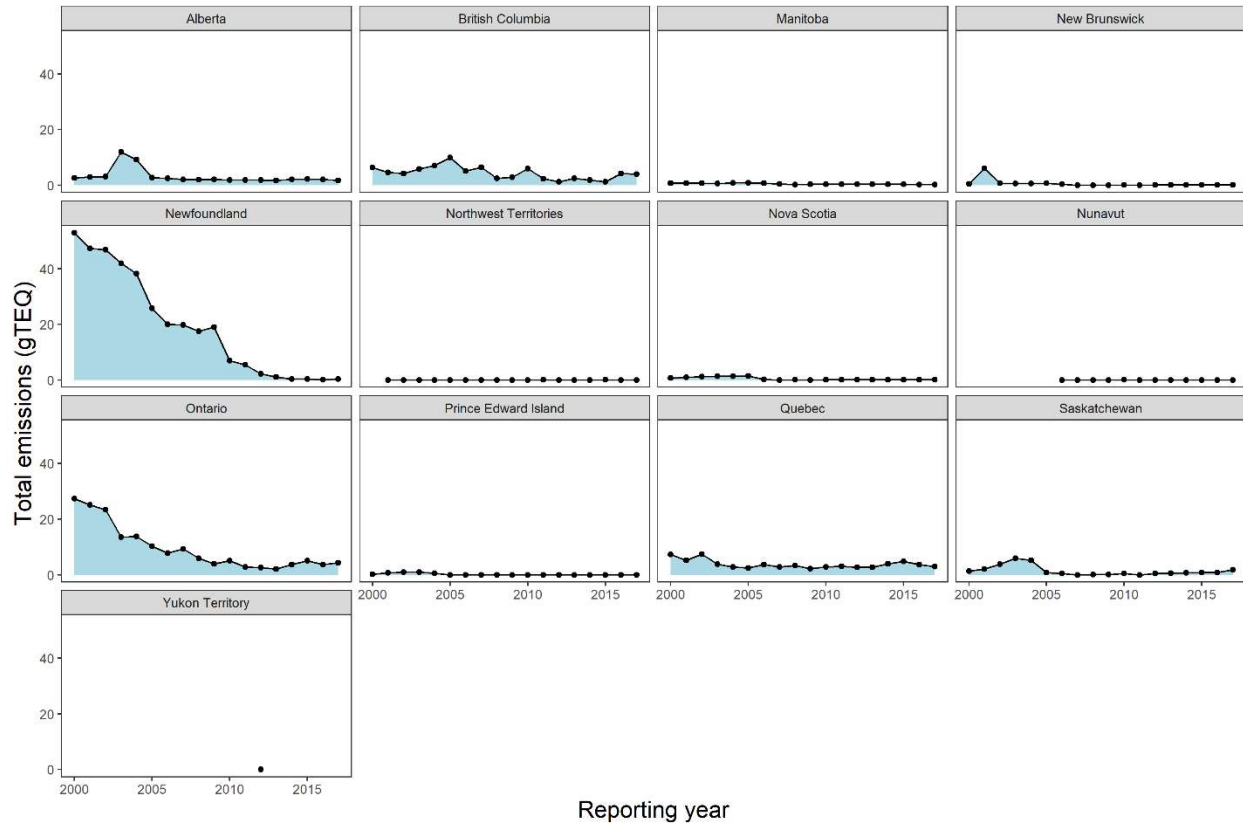 Alberta
British Columbia
Manitoba
New Brunswick
40
20
0
Newfoundland
Northwest Territories
Nova Scotia
Nunavut
40
20
0
Ontario
Prince Edward Island
Quebec
Saskatchewan
40
20
0
2000 2005 2010 2015
2000 2005 2010 2015
2000 2005 2010 2015
Yukon Territory
40
20
0
2000 2005 2010 2015
Total emissions (gTEQ)
Reporting year